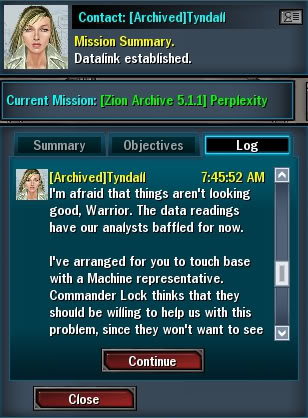 Contact: [Archived]Tyndall
Mission Summary.
Datalink established.
Current Mission: [Zion Archive 5.1.1] Perplexity
Summary
Objectives
Log
[Archived]Tyndall 7:45:52 AM
I'm afraid that things aren't looking
good, Warrior. The data readings
have our analysts baffled for now.
I've arranged for you to touch base
with a Machine representative.
Commander Lock thinks that they
should be willing to help us with this
problem, since they won't want to see
Continue
Close